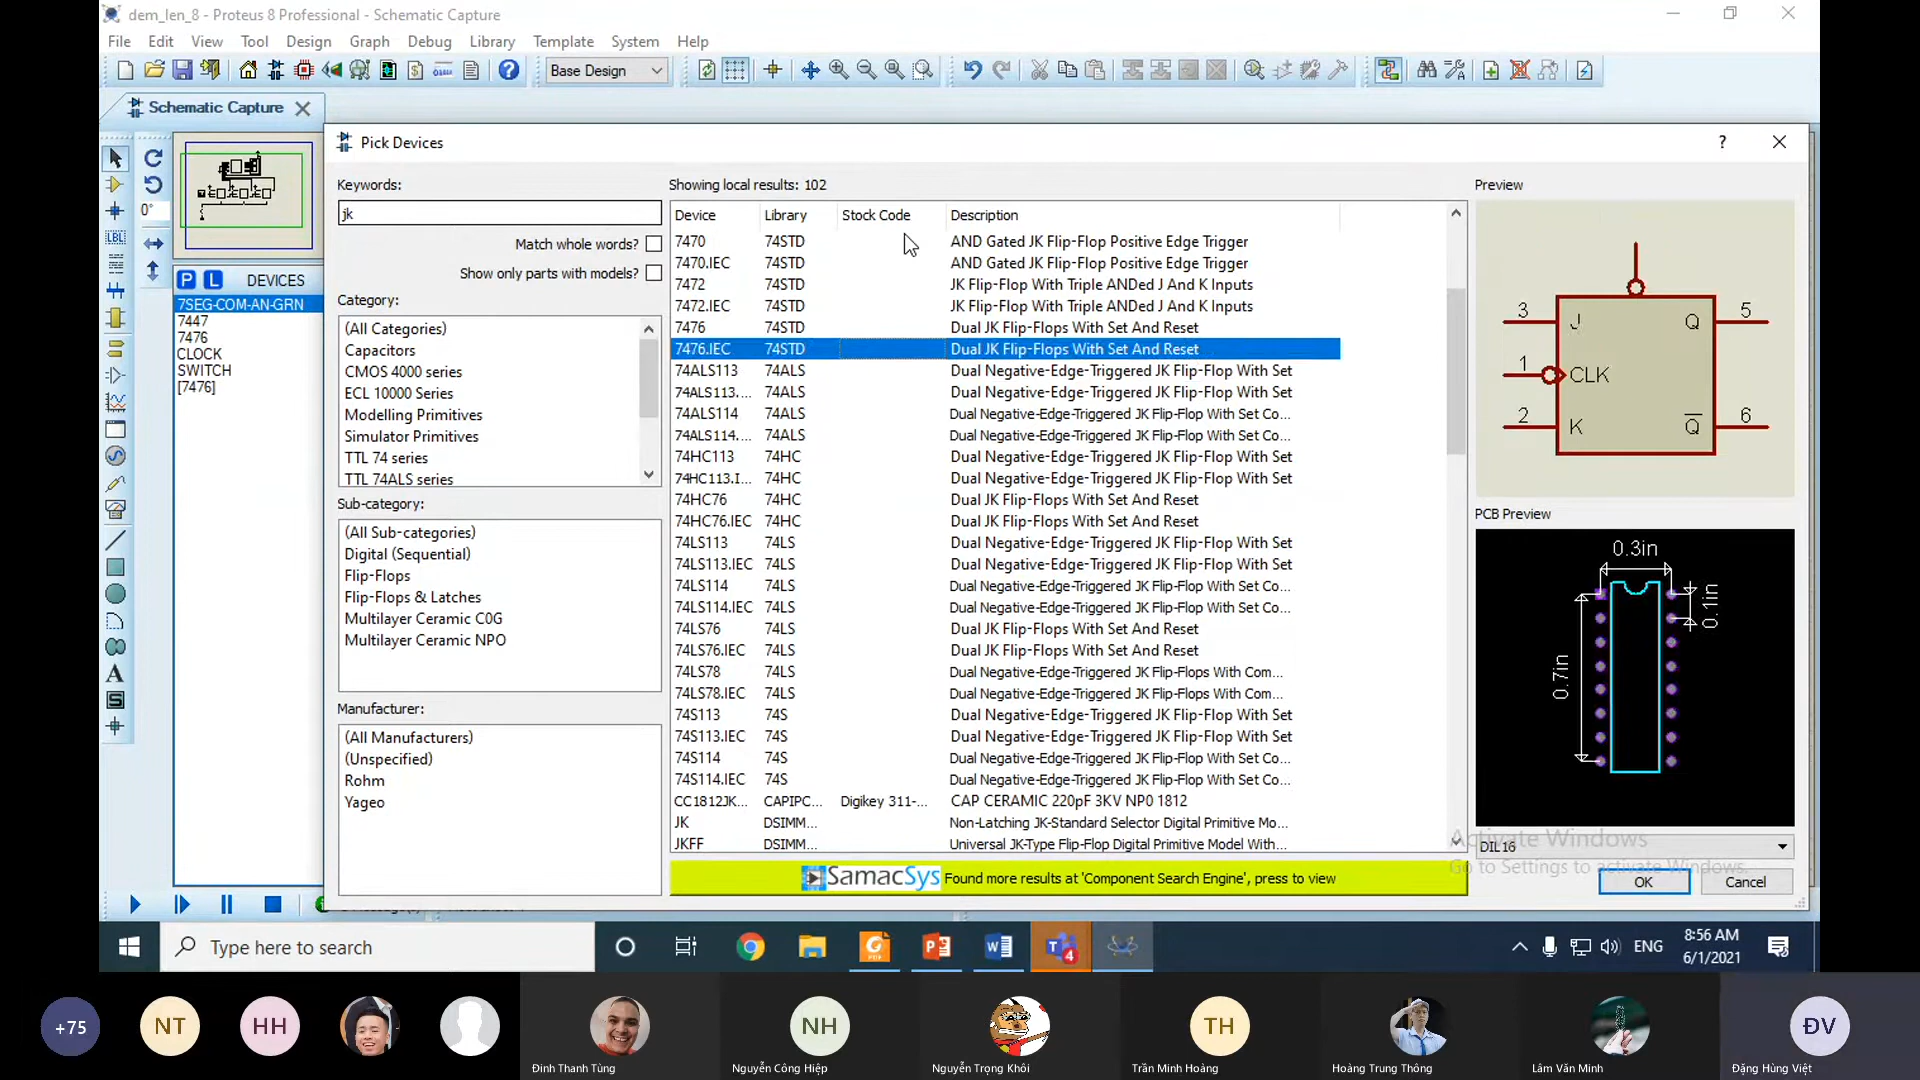 dem_len_8 - Proteus 8 Professional - Schematic Capture
File Edit View Tool Design Graph Debug Library Template System Help
Base Design
Schematic Capture
Pick Devices
?
Keywords:
jk
Match whole words?
Show only parts with models?
Category:
(All Categories)
Capacitors
CMOS 4000 series
ECL 10000 Series
Modelling Primitives
Simulator Primitives
TTL 74 series
TTL 74ALS series
Sub-category:
(All Sub-categories)
Digital (Sequential)
Flip-Flops
Flip-Flops & Latches
Multilayer Ceramic C0G
Multilayer Ceramic NPO
Manufacturer:
(All Manufacturers)
(Unspecified)
Rohm
Yageo
0°
LBL
A
S
P L DEVICES
7SEG-COM-AN-GRN
7447
7476
CLOCK
SWITCH
[7476]
Showing local results: 102
Device Library Stock Code Description
7470 74STD AND Gated JK Flip-Flop Positive Edge Trigger
7470.IEC 74STD AND Gated JK Flip-Flop Positive Edge Trigger
7472 74STD JK Flip-Flop With Triple ANDed J And K Inputs
7472.IEC 74STD JK Flip-Flop With Triple ANDed J And K Inputs
7476 74STD Dual JK Flip-Flops With Set And Reset
7476.IEC 74STD Dual JK Flip-Flops With Set And Reset
74ALS113 74ALS Dual Negative-Edge-Triggered JK Flip-Flop With Set
74ALS113.... 74ALS Dual Negative-Edge-Triggered JK Flip-Flop With Set
74ALS114 74ALS Dual Negative-Edge-Triggered JK Flip-Flop With Set Co...
74ALS114.... 74ALS Dual Negative-Edge-Triggered JK Flip-Flop With Set Co...
74HC113 74HC Dual Negative-Edge-Triggered JK Flip-Flop With Set
74HC113.I... 74HC Dual Negative-Edge-Triggered JK Flip-Flop With Set
74HC76 74HC Dual JK Flip-Flops With Set And Reset
74HC76.IEC 74HC Dual JK Flip-Flops With Set And Reset
74LS113 74LS Dual Negative-Edge-Triggered JK Flip-Flop With Set
74LS113.IEC 74LS Dual Negative-Edge-Triggered JK Flip-Flop With Set
74LS114 74LS Dual Negative-Edge-Triggered JK Flip-Flop With Set Co...
74LS114.IEC 74LS Dual Negative-Edge-Triggered JK Flip-Flop With Set Co...
74LS76 74LS Dual JK Flip-Flops With Set And Reset
74LS76.IEC 74LS Dual JK Flip-Flops With Set And Reset
74LS78 74LS Dual Negative-Edge-Triggered JK Flip-Flops With Com...
74LS78.IEC 74LS Dual Negative-Edge-Triggered JK Flip-Flops With Com...
74S113 74S Dual Negative-Edge-Triggered JK Flip-Flop With Set
74S113.IEC 74S Dual Negative-Edge-Triggered JK Flip-Flop With Set
74S114 74S Dual Negative-Edge-Triggered JK Flip-Flop With Set Co...
74S114.IEC 74S Dual Negative-Edge-Triggered JK Flip-Flop With Set Co...
CC1812JK... CAPIPC... Digikey 311-... CAP CERAMIC 220pF 3KV NP0 1812
JK DSIMM... Non-Latching JK-Standard Selector Digital Primitive Mo...
JKFF DSIMM... Universal JK-Type Flip-Flop Digital Primitive Model With...
SamacSys Found more results at 'Component Search Engine', press to view
Preview
3 J Q 5
1 CLK
2 K Q 6
PCB Preview
0.3in
0.1in
0.7in
DIL16
Activate Windows
Go to Settings to activate Windows.
OK Cancel
Type here to search
4
ENG
8:56 AM
6/1/2021
+75
NT
HH
NH
TH
ĐV
Đinh Thanh Tùng
Nguyễn Công Hiệp
Nguyễn Trọng Khôi
Trần Minh Hoàng
Hoàng Trung Thông
Lâm Văn Minh
Đặng Hùng Việt